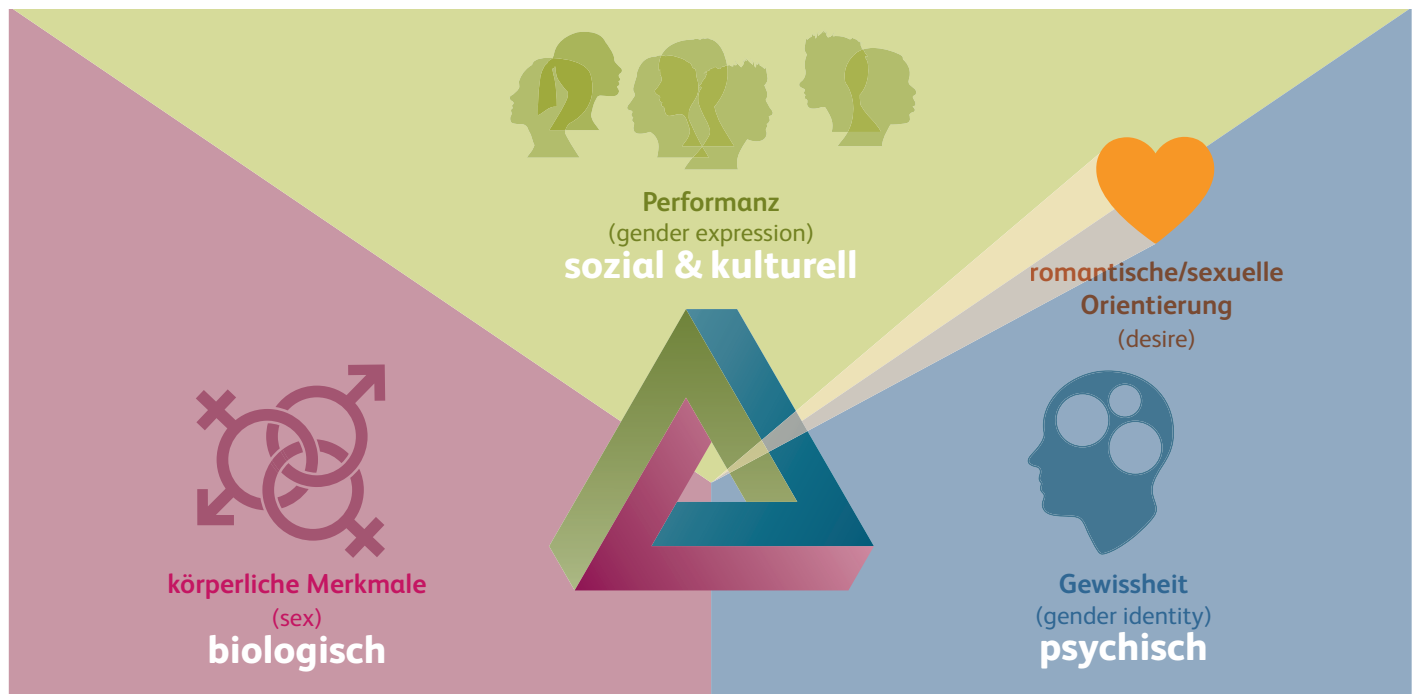 Performanz
(gender expression)
sozial & kulturell
romantische/sexuelle
Orientierung
(desire)
körperliche Merkmale
(sex)
biologisch
Gewissheit
(gender identity)
psychisch